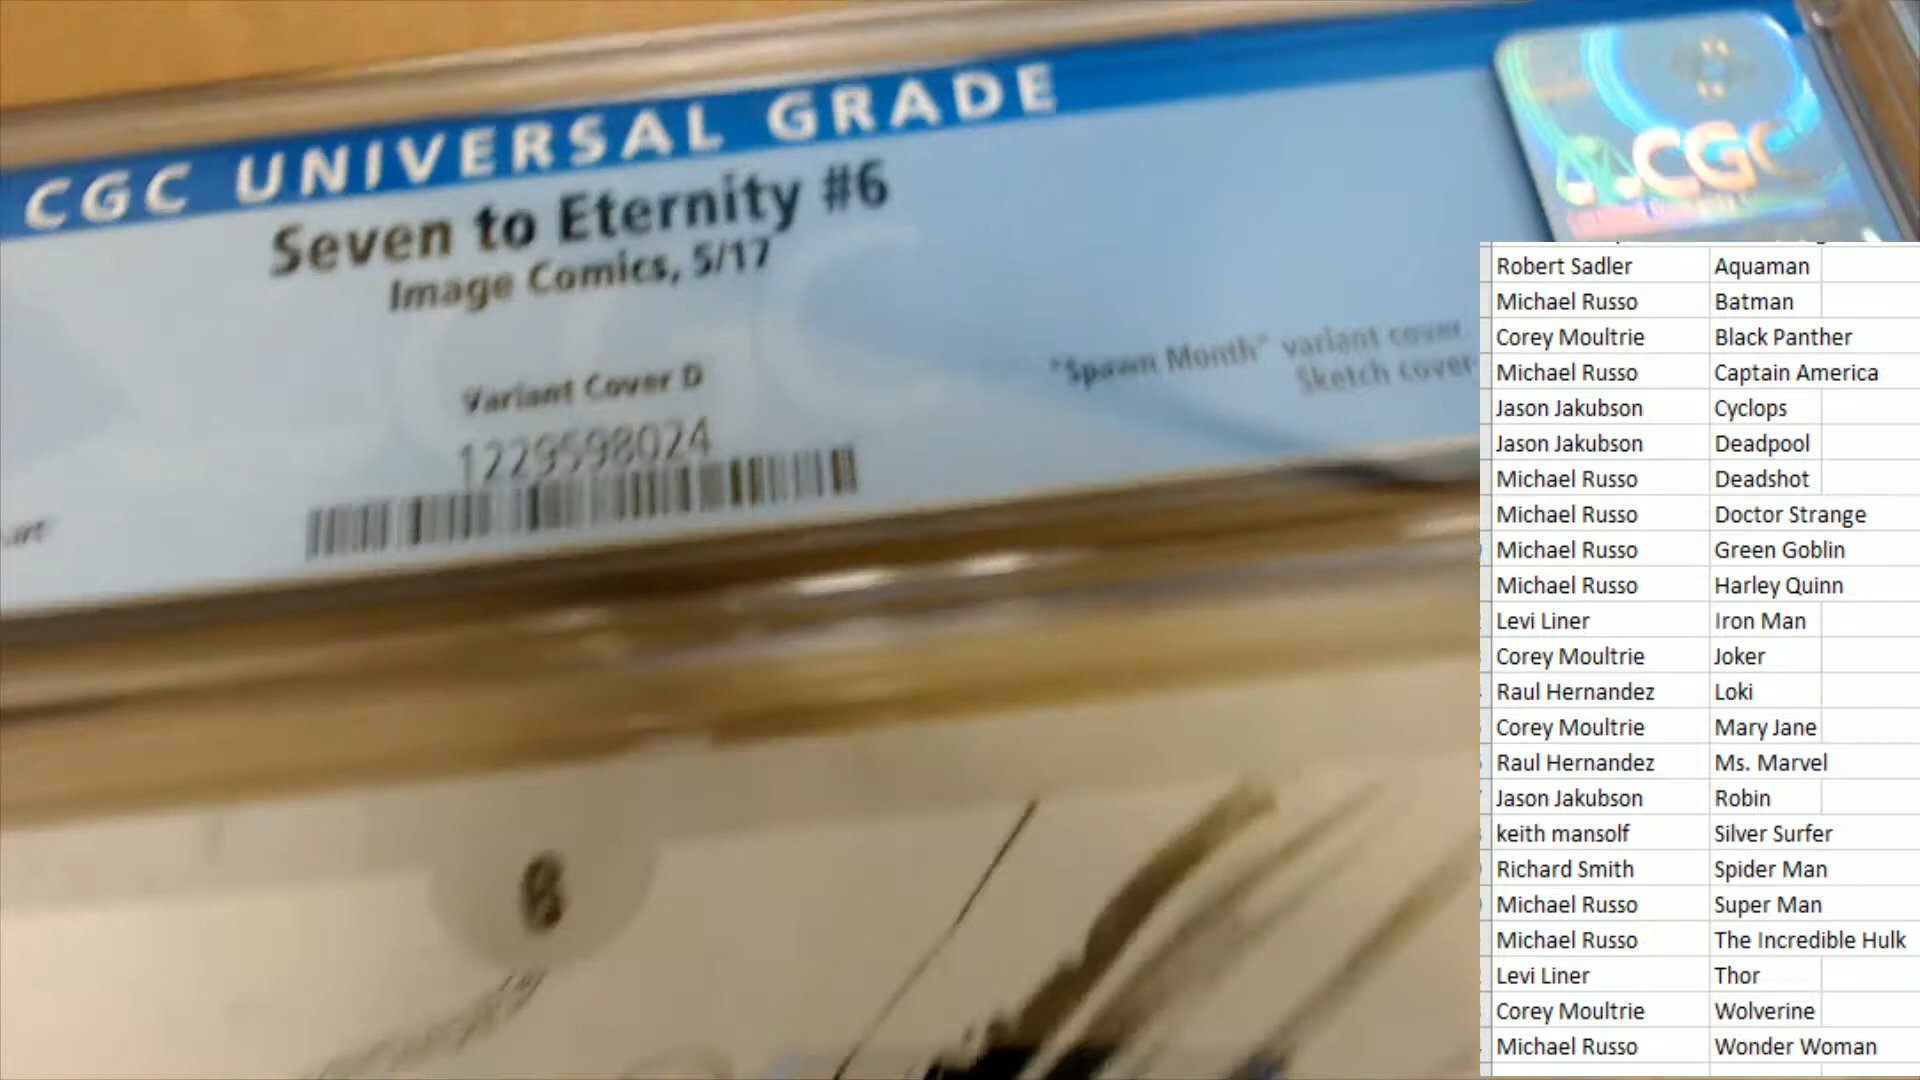 CGC UNIVERSAL GRADE
Seven to Eternity #6
Image Comics, 5/17
Variant Cover D
1229598024
"Spawn Month" variant cover.
Sketch cover
art
CGC
Robert Sadler Aquaman
Michael Russo Batman
Corey Moultrie Black Panther
Michael Russo Captain America
Jason Jakubson Cyclops
Jason Jakubson Deadpool
Michael Russo Deadshot
Michael Russo Doctor Strange
Michael Russo Green Goblin
Michael Russo Harley Quinn
Levi Liner Iron Man
Corey Moultrie Joker
Raul Hernandez Loki
Corey Moultrie Mary Jane
Raul Hernandez Ms. Marvel
Jason Jakubson Robin
keith mansolf Silver Surfer
Richard Smith Spider Man
Michael Russo Super Man
Michael Russo The Incredible Hulk
Levi Liner Thor
Corey Moultrie Wolverine
Michael Russo Wonder Woman